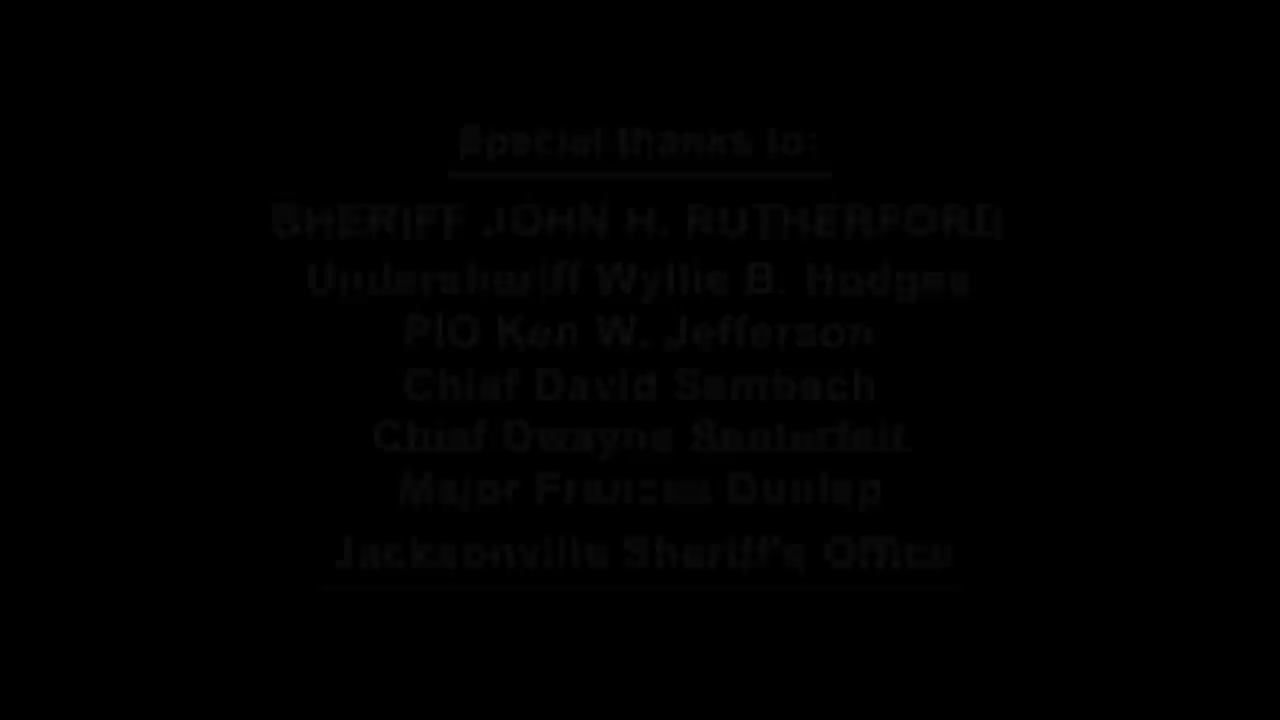 Special thanks to:
SHERIFF JOHN H. RUTHERFORD
Undersheriff Wyllie B. Hodges
PIO Ken W. Jefferson
Chief David Sembach
Chief Dwayne Senterfeit
Major Frances Dunlap
Jacksonville Sheriff's Office